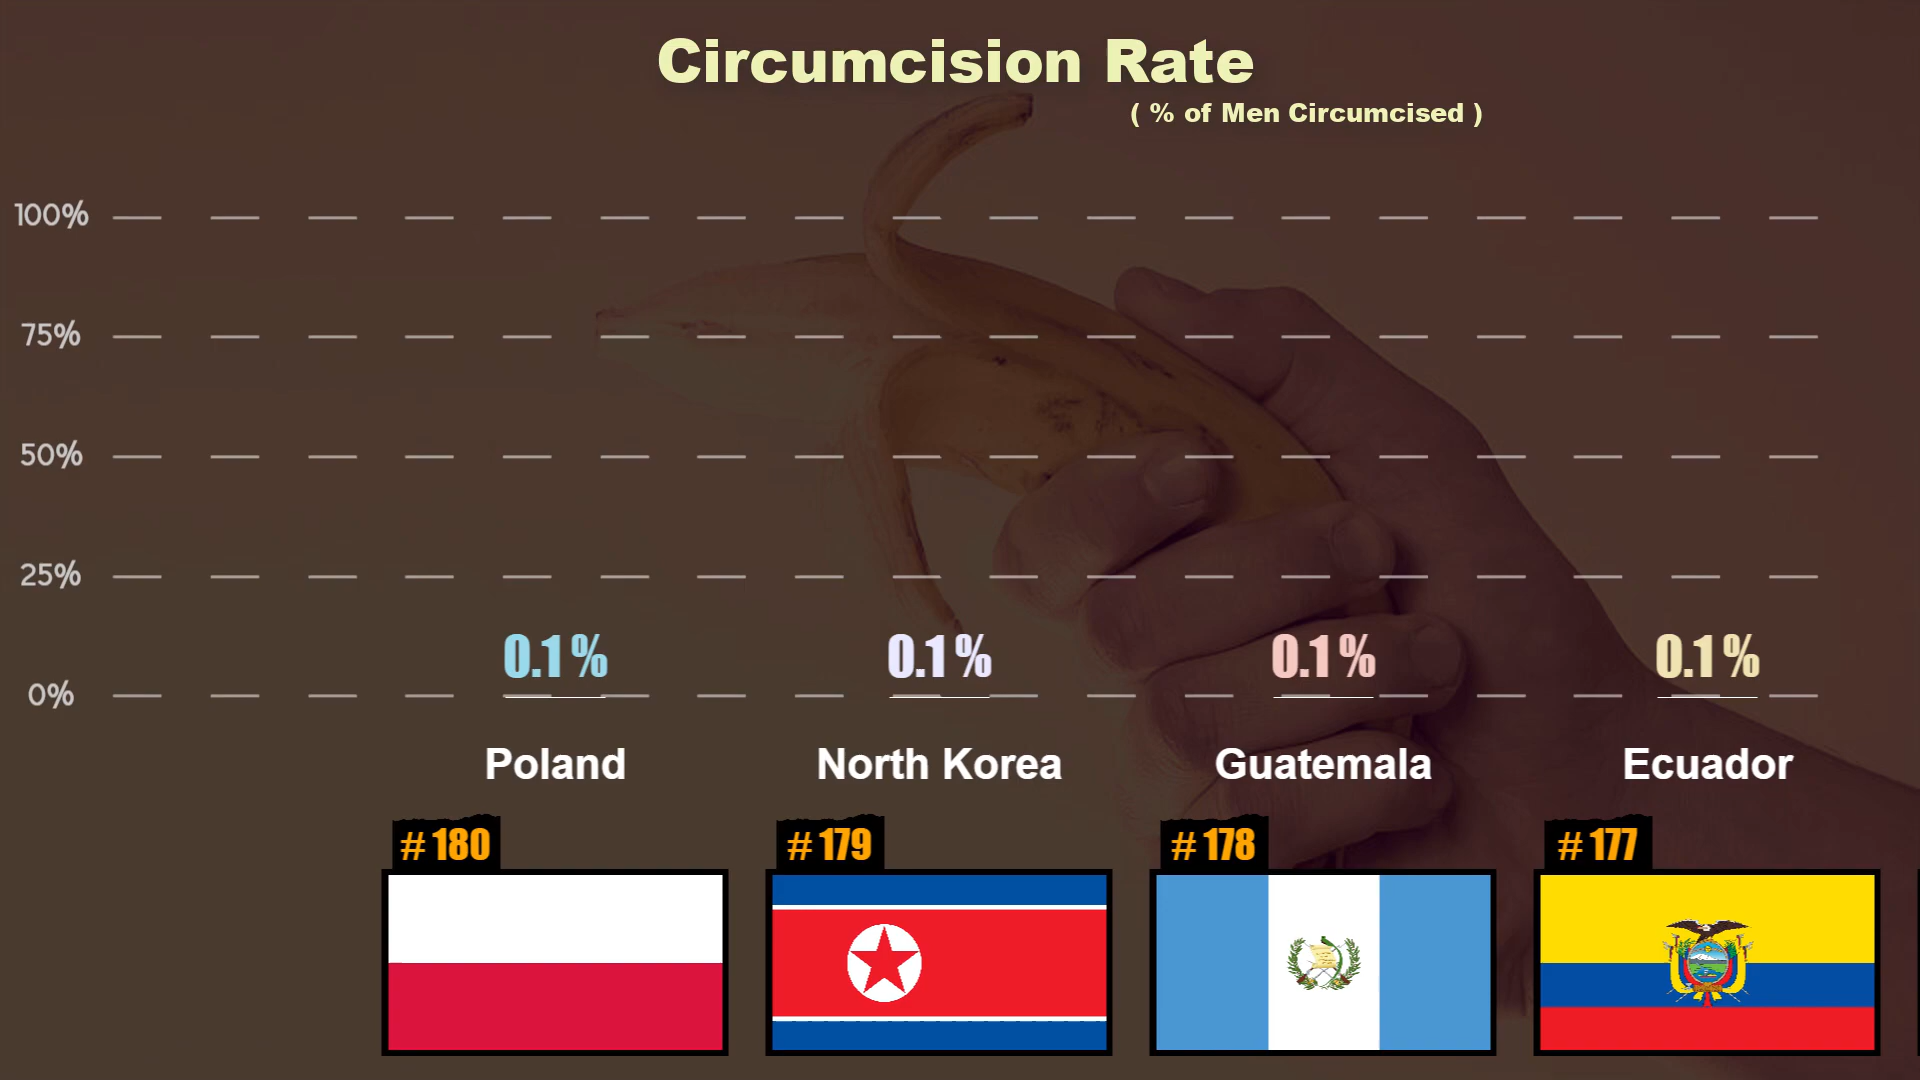 Circumcision Rate
( % of Men Circumcised )
100%
75%
50%
25%
0%
0.1 % 0.1 % 0.1 % 0.1 %
Poland North Korea Guatemala Ecuador
# 180 # 179 # 178 # 177